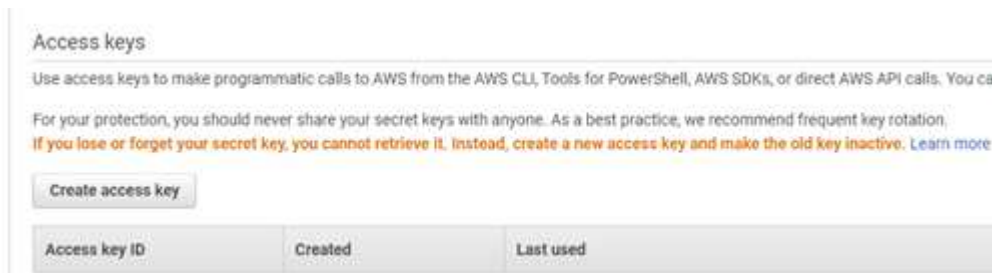 Access keys
Use access keys to make programmatic calls to AWS from the AWS CLI, Tools for PowerShell, AWS SDKs, or direct AWS API calls. You ca
For your protection, you should never share your secret keys with anyone. As a best practice, we recommend frequent key rotation.
If you lose or forget your secret key, you cannot retrieve it. Instead, create a new access key and make the old key inactive. Learn more
Create access key
Access key ID Created Last used